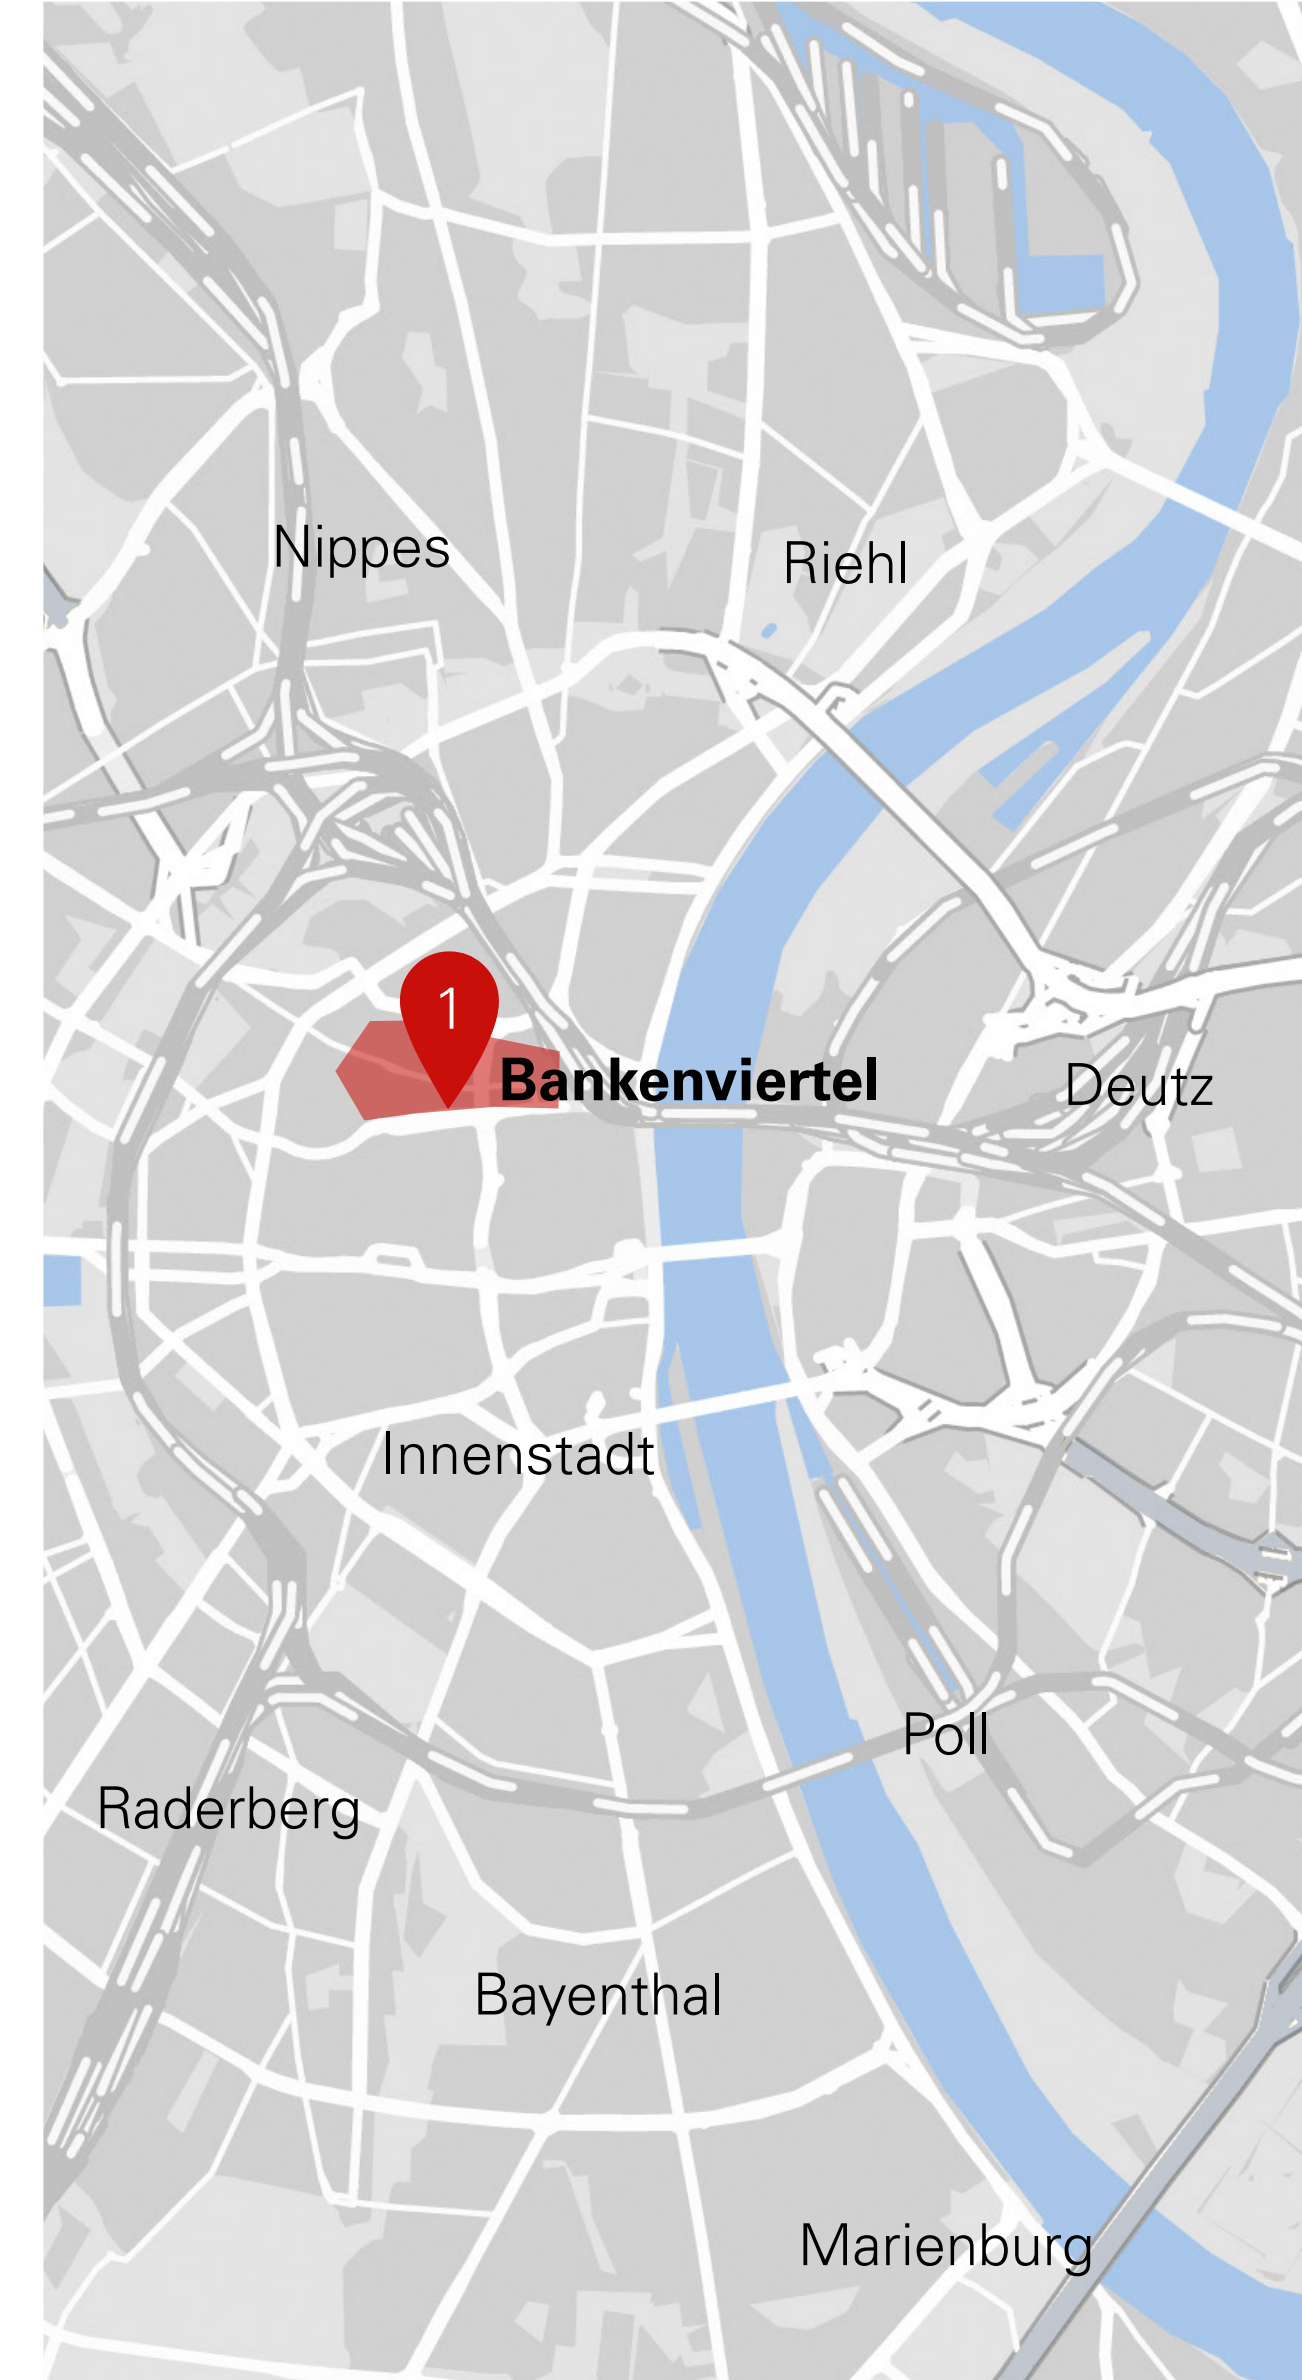 Nippes
Riehl
1
Bankenviertel
Deutz
Innenstadt
Poll
Raderberg
Bayenthal
Marienburg